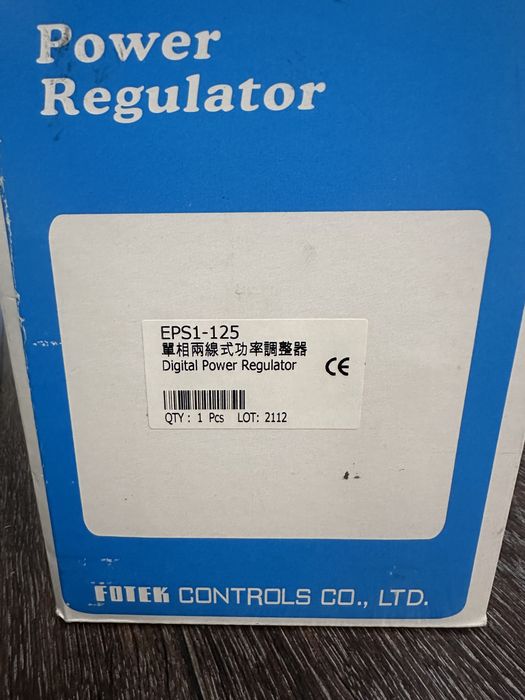 Power
Regulator
EPS1-125
單相兩線式功率調整器
Digital Power Regulator
CE
QTY : 1 Pcs LOT: 2112
FOTEK CONTROLS CO., LTD.